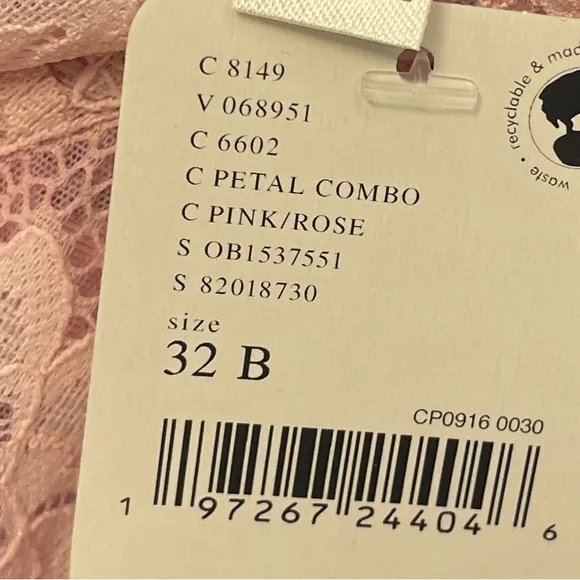 C 8149
V 068951
C 6602
C PETAL COMBO
C PINK/ROSE
S OB1537551
S 82018730
size
32 B
CP0916 0030
1 97267 24404 6
recyclable & mad
waste